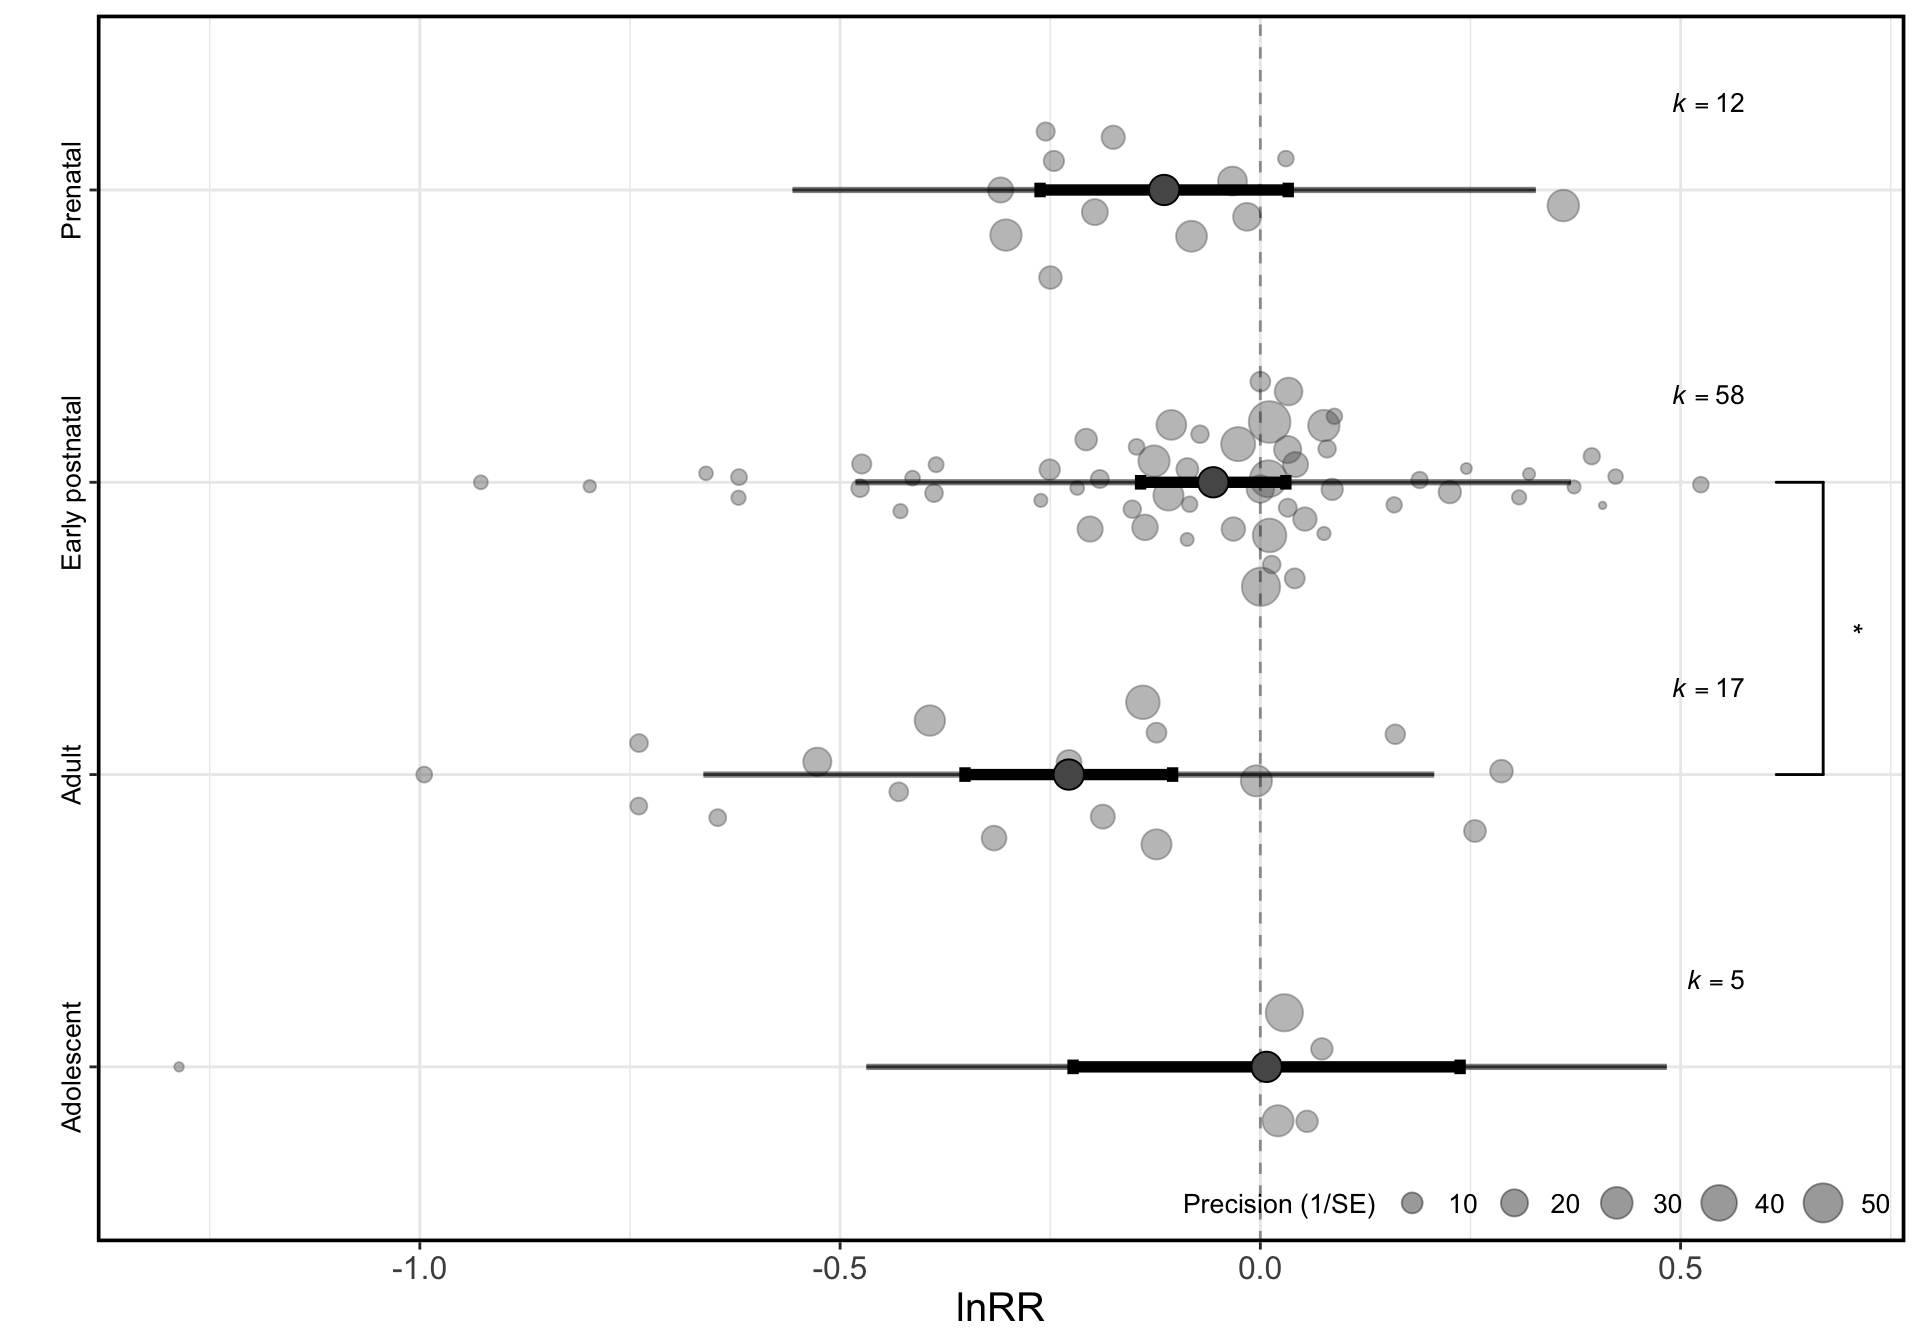 Prenatal
k = 12
Early postnatal
k = 58
*
Adult
k = 17
Adolescent
k = 5
Precision (1/SE) 10 20 30 40 50
-1.0 -0.5 0.0 0.5
lnRR